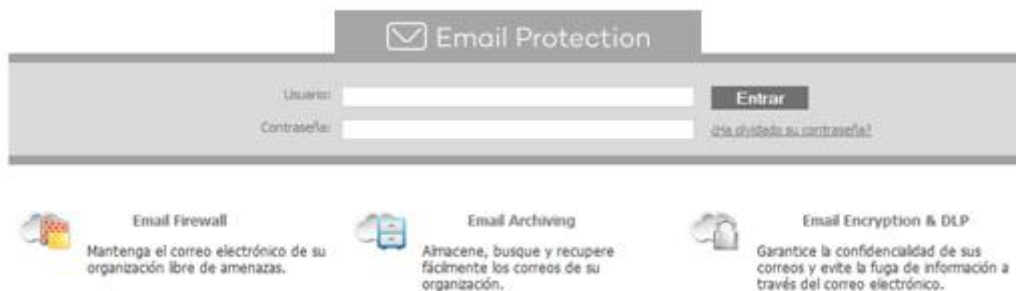 Email Protection
Usuario:
Entrar
Contraseña:
¿Ha olvidado su contraseña?
Email Firewall
Mantenga el correo electrónico de su
organización libre de amenazas.
Email Archiving
Almacene, busque y recupere
fácilmente los correos de su
organización.
Email Encryption & DLP
Garantice la confidencialidad de sus
correos y evite la fuga de información a
través del correo electrónico.